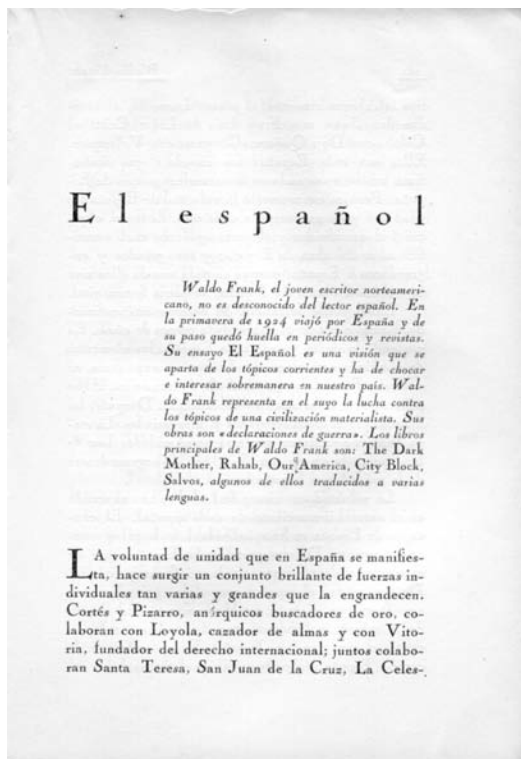 El español
Waldo Frank, el joven escritor norteameri-
cano, no es desconocido del lector español. En
la primavera de 1924 viajó por España y de
su paso quedó huella en periódicos y revistas.
Su ensayo El Español es una visión que se
aparta de los tópicos corrientes y ha de chocar
e interesar sobremanera en nuestro país. Wal-
do Frank representa en el suyo la lucha contra
los tópicos de una civilización materialista. Sus
obras son «declaraciones de guerra». Los libros
principales de Waldo Frank son: The Dark
Mother, Rahab, Our America, City Block,
Salvos, algunos de ellos traducidos a varias
lenguas.
LA voluntad de unidad que en España se manifies-
ta, hace surgir un conjunto brillante de fuerzas in-
dividuales tan varias y grandes que la engrandecen.
Cortés y Pizarro, anárquicos buscadores de oro, co-
laboran con Loyola, cazador de almas y con Vito-
ria, fundador del derecho internacional; juntos colabo-
ran Santa Teresa, San Juan de la Cruz, La Celes-